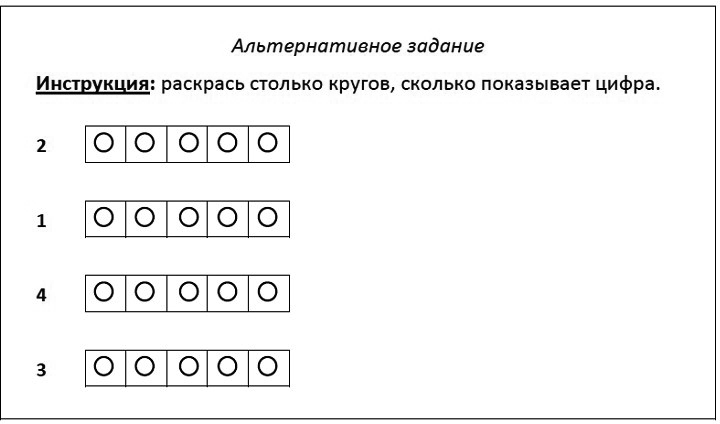 Альтернативное задание
Инструкция: раскрась столько кругов, сколько показывает цифра.
2
1
4
3